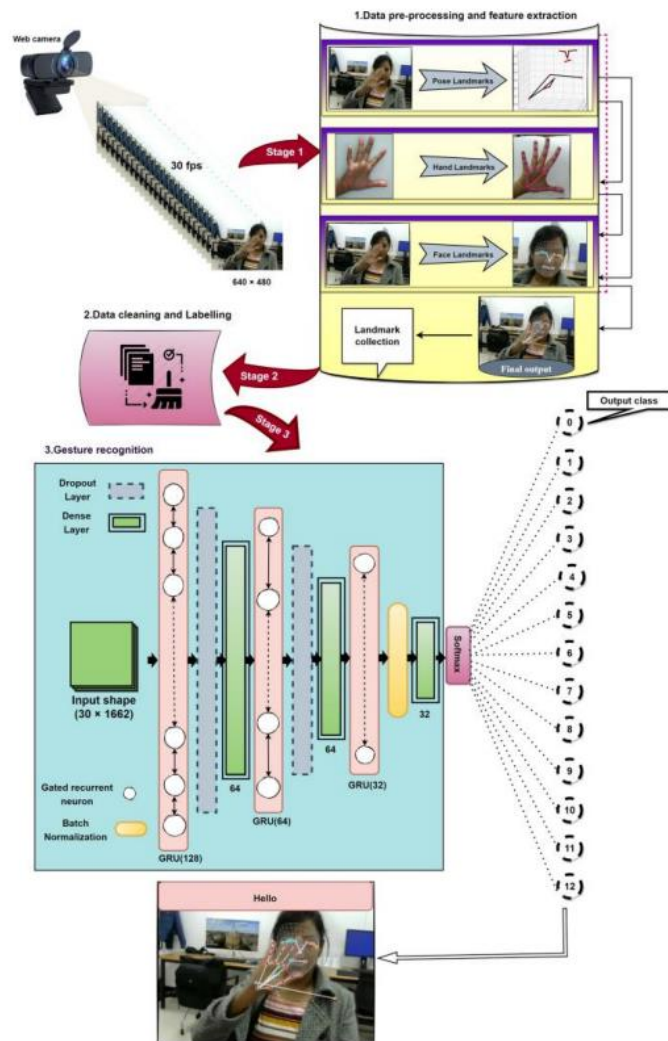 1.Data pre-processing and feature extraction
Web camera
Pose Landmarks
30 fps
Stage 1
Hand Landmarks
Face Landmarks
640 × 480
2.Data cleaning and Labelling
Landmark
collection
Final output
Stage 2
Stage 3
Output class
3.Gesture recognition
Dropout
Layer
Dense
Layer
Input shape
(30 × 1662)
Gated recurrent
neuron
Batch
Normalization
GRU(128)
64
GRU(64)
64
GRU(32)
32
Softmax
0
1
2
3
4
5
6
7
8
9
10
11
12
Hello